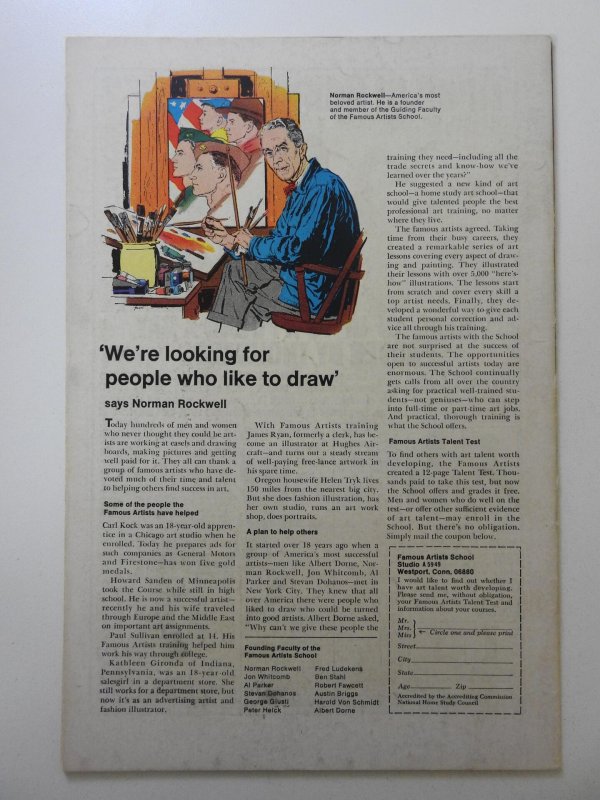 Norman Rockwell—America's most
beloved artist. He is a founder
and member of the Guiding Faculty
of the Famous Artists School.
'We're looking for
people who like to draw'
says Norman Rockwell
Today hundreds of men and women
who never thought they could be art-
ists are working at easels and drawing
boards, making pictures and getting
well paid for it. They all can thank a
group of famous artists who have de-
voted much of their time and talent
to helping others find success in art.
Some of the people the
Famous Artists have helped
Carl Kock was an 18-year-old appren-
tice in a Chicago art studio when he
enrolled. Today he prepares ads for
such companies as General Motors
and Firestone—has won five gold
medals.
Howard Sanden of Minneapolis
took the Course while still in high
school. He is now a successful artist—
recently he and his wife traveled
through Europe and the Middle East
on important art assignments.
Paul Sullivan enrolled at 14. His
Famous Artists training helped him
work his way through college.
Kathleen Gironda of Indiana,
Pennsylvania, was an 18-year-old
salesgirl in a department store. She
still works for a department store, but
now it's as an advertising artist and
fashion illustrator.
With Famous Artists training
James Ryan, formerly a clerk, has be-
come an illustrator at Hughes Air-
craft—and turns out a steady stream
of well-paying free-lance artwork in
his spare time.
Oregon housewife Helen Tryk lives
150 miles from the nearest big city.
But she does fashion illustration, has
her own studio, runs an art work
shop, does portraits.
A plan to help others
It started over 18 years ago when a
group of America's most successful
artists—men like Albert Dorne, Nor-
man Rockwell, Jon Whitcomb, Al
Parker and Stevan Dohanos—met in
New York City. They knew that all
over America there were people who
liked to draw who could be turned
into good artists. Albert Dorne asked,
"Why can't we give these people the
Founding Faculty of the
Famous Artists School
Norman Rockwell
Jon Whitcomb
Al Parker
Stevan Dohanos
George Giusti
Peter Helck
Fred Ludekens
Ben Stahl
Robert Fawcett
Austin Briggs
Harold Von Schmidt
Albert Dorne
training they need—including all the
trade secrets and know-how we've
learned over the years?"
He suggested a new kind of art
school—a home study art school—that
would give talented people the best
professional art training, no matter
where they live.
The famous artists agreed. Taking
time from their busy careers, they
created a remarkable series of art
lessons covering every aspect of draw-
ing and painting. They illustrated
their lessons with over 5,000 "here's-
how" illustrations. The lessons start
from scratch and cover every skill a
top artist needs. Finally, they de-
veloped a wonderful way to give each
student personal correction and ad-
vice all through his training.
The famous artists with the School
are not surprised at the success of
their students. The opportunities
open to successful artists today are
enormous. The School continually
gets calls from all over the country
asking for practical well-trained stu-
dents—not geniuses—who can step
into full-time or part-time art jobs.
And practical, thorough training is
what the School offers.
Famous Artists Talent Test
To find others with art talent worth
developing, the Famous Artists
created a 12-page Talent Test. Thou-
sands paid to take this test, but now
the School offers and grades it free.
Men and women who do well on the
test—or offer other sufficient evidence
of art talent—may enroll in the
School. But there's no obligation.
Simply mail the coupon below.
Famous Artists School
Studio A 5949
Westport, Conn. 06880
I would like to find out whether I
have art talent worth developing.
Please send me, without obligation,
your Famous Artists Talent Test and
information about your courses.
Mr.
Mrs. Circle one and please print
Miss
Street
City
State
Age Zip
Accredited by the Accrediting Commission
National Home Study Council